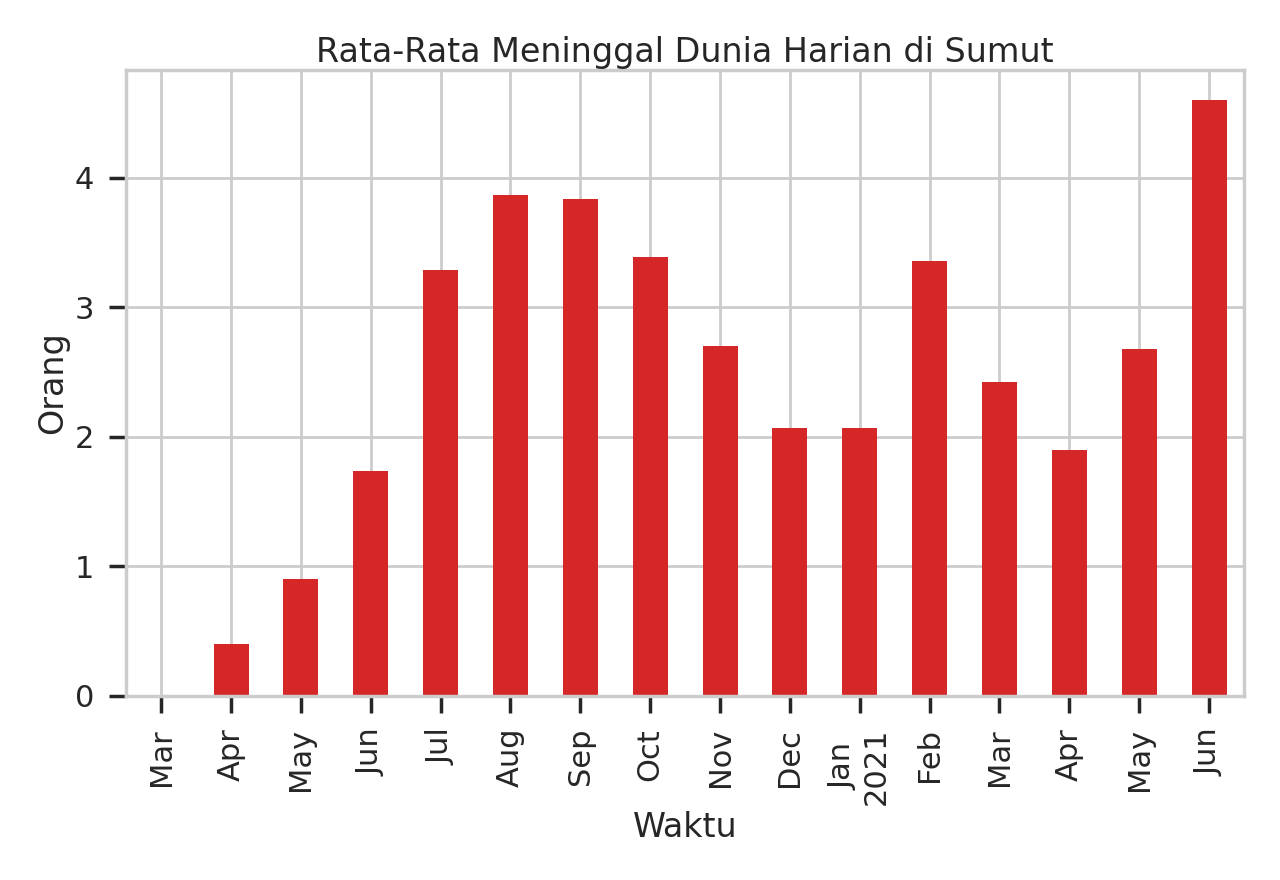 Rata-Rata Meninggal Dunia Harian di Sumut
Orang
4
3
2
1
0
Mar
Apr
May
Jun
Jul
Aug
Sep
Oct
Nov
Dec
Jan
2021
Feb
Mar
Apr
May
Jun
Waktu